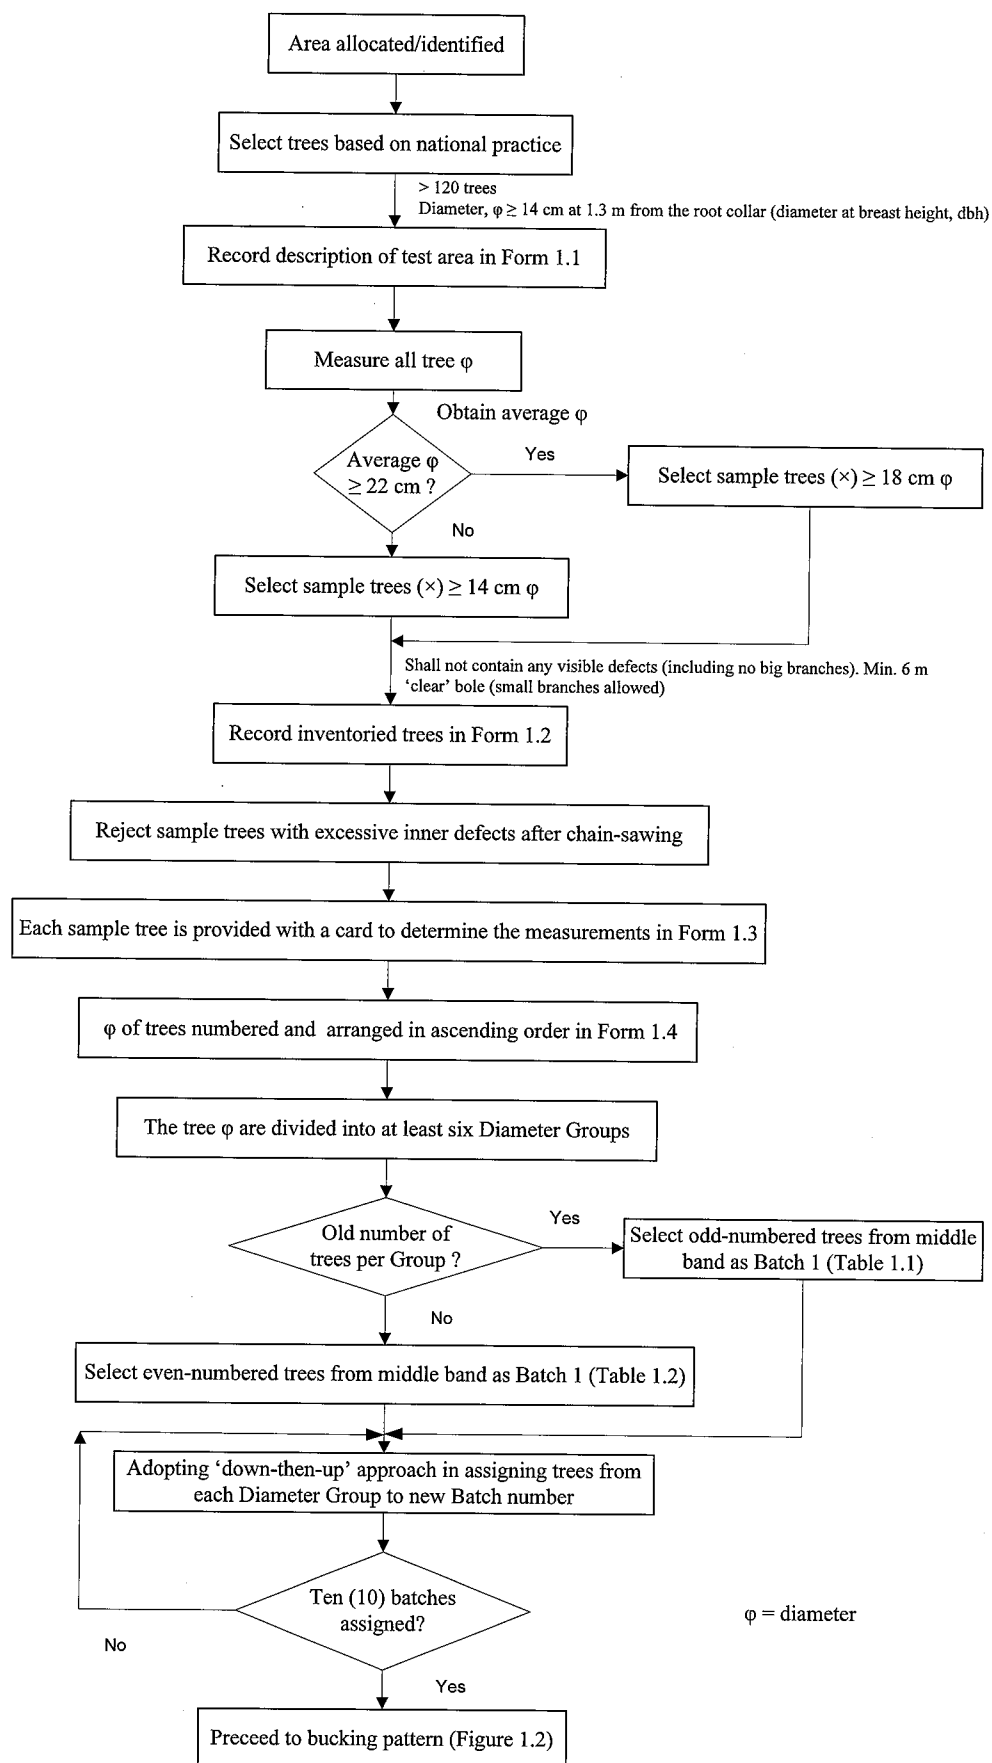 Area allocated/identified
Select trees based on national practice
> 120 trees
Diameter, φ ≥ 14 cm at 1.3 m from the root collar (diameter at breast height, dbh)
Record description of test area in Form 1.1
Measure all tree φ
Obtain average φ
Average φ
≥ 22 cm ?
Yes
Select sample trees (×) ≥ 18 cm φ
No
Select sample trees (×) ≥ 14 cm φ
Shall not contain any visible defects (including no big branches). Min. 6 m
‘clear’ bole (small branches allowed)
Record inventoried trees in Form 1.2
Reject sample trees with excessive inner defects after chain-sawing
Each sample tree is provided with a card to determine the measurements in Form 1.3
φ of trees numbered and arranged in ascending order in Form 1.4
The tree φ are divided into at least six Diameter Groups
Old number of
trees per Group ?
Yes
Select odd-numbered trees from middle
band as Batch 1 (Table 1.1)
No
Select even-numbered trees from middle band as Batch 1 (Table 1.2)
Adopting ‘down-then-up’ approach in assigning trees from
each Diameter Group to new Batch number
Ten (10) batches
assigned?
φ = diameter
No
Yes
Preceed to bucking pattern (Figure 1.2)